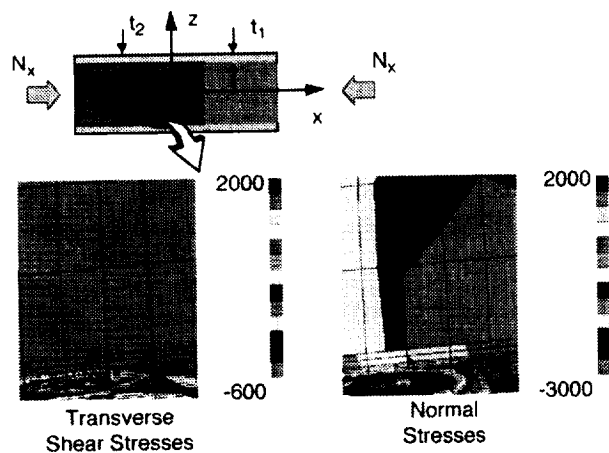 t2 z t1
Nx Nx
x
2000 2000
-600 -3000
Transverse Normal
Shear Stresses Stresses